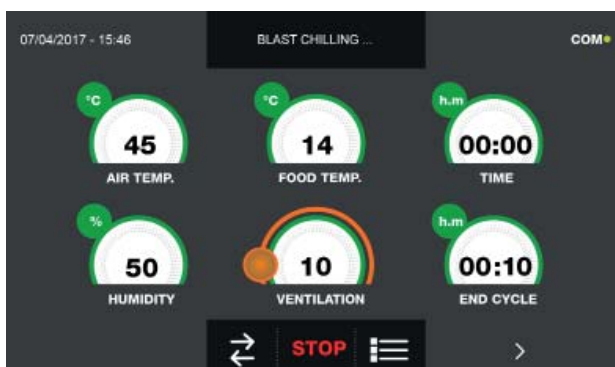 07/04/2017 - 15:46
BLAST CHILLING ...
COM
°C
45
AIR TEMP.
°C
14
FOOD TEMP.
h.m
00:00
TIME
%
50
HUMIDITY
10
VENTILATION
h.m
00:10
END CYCLE
STOP